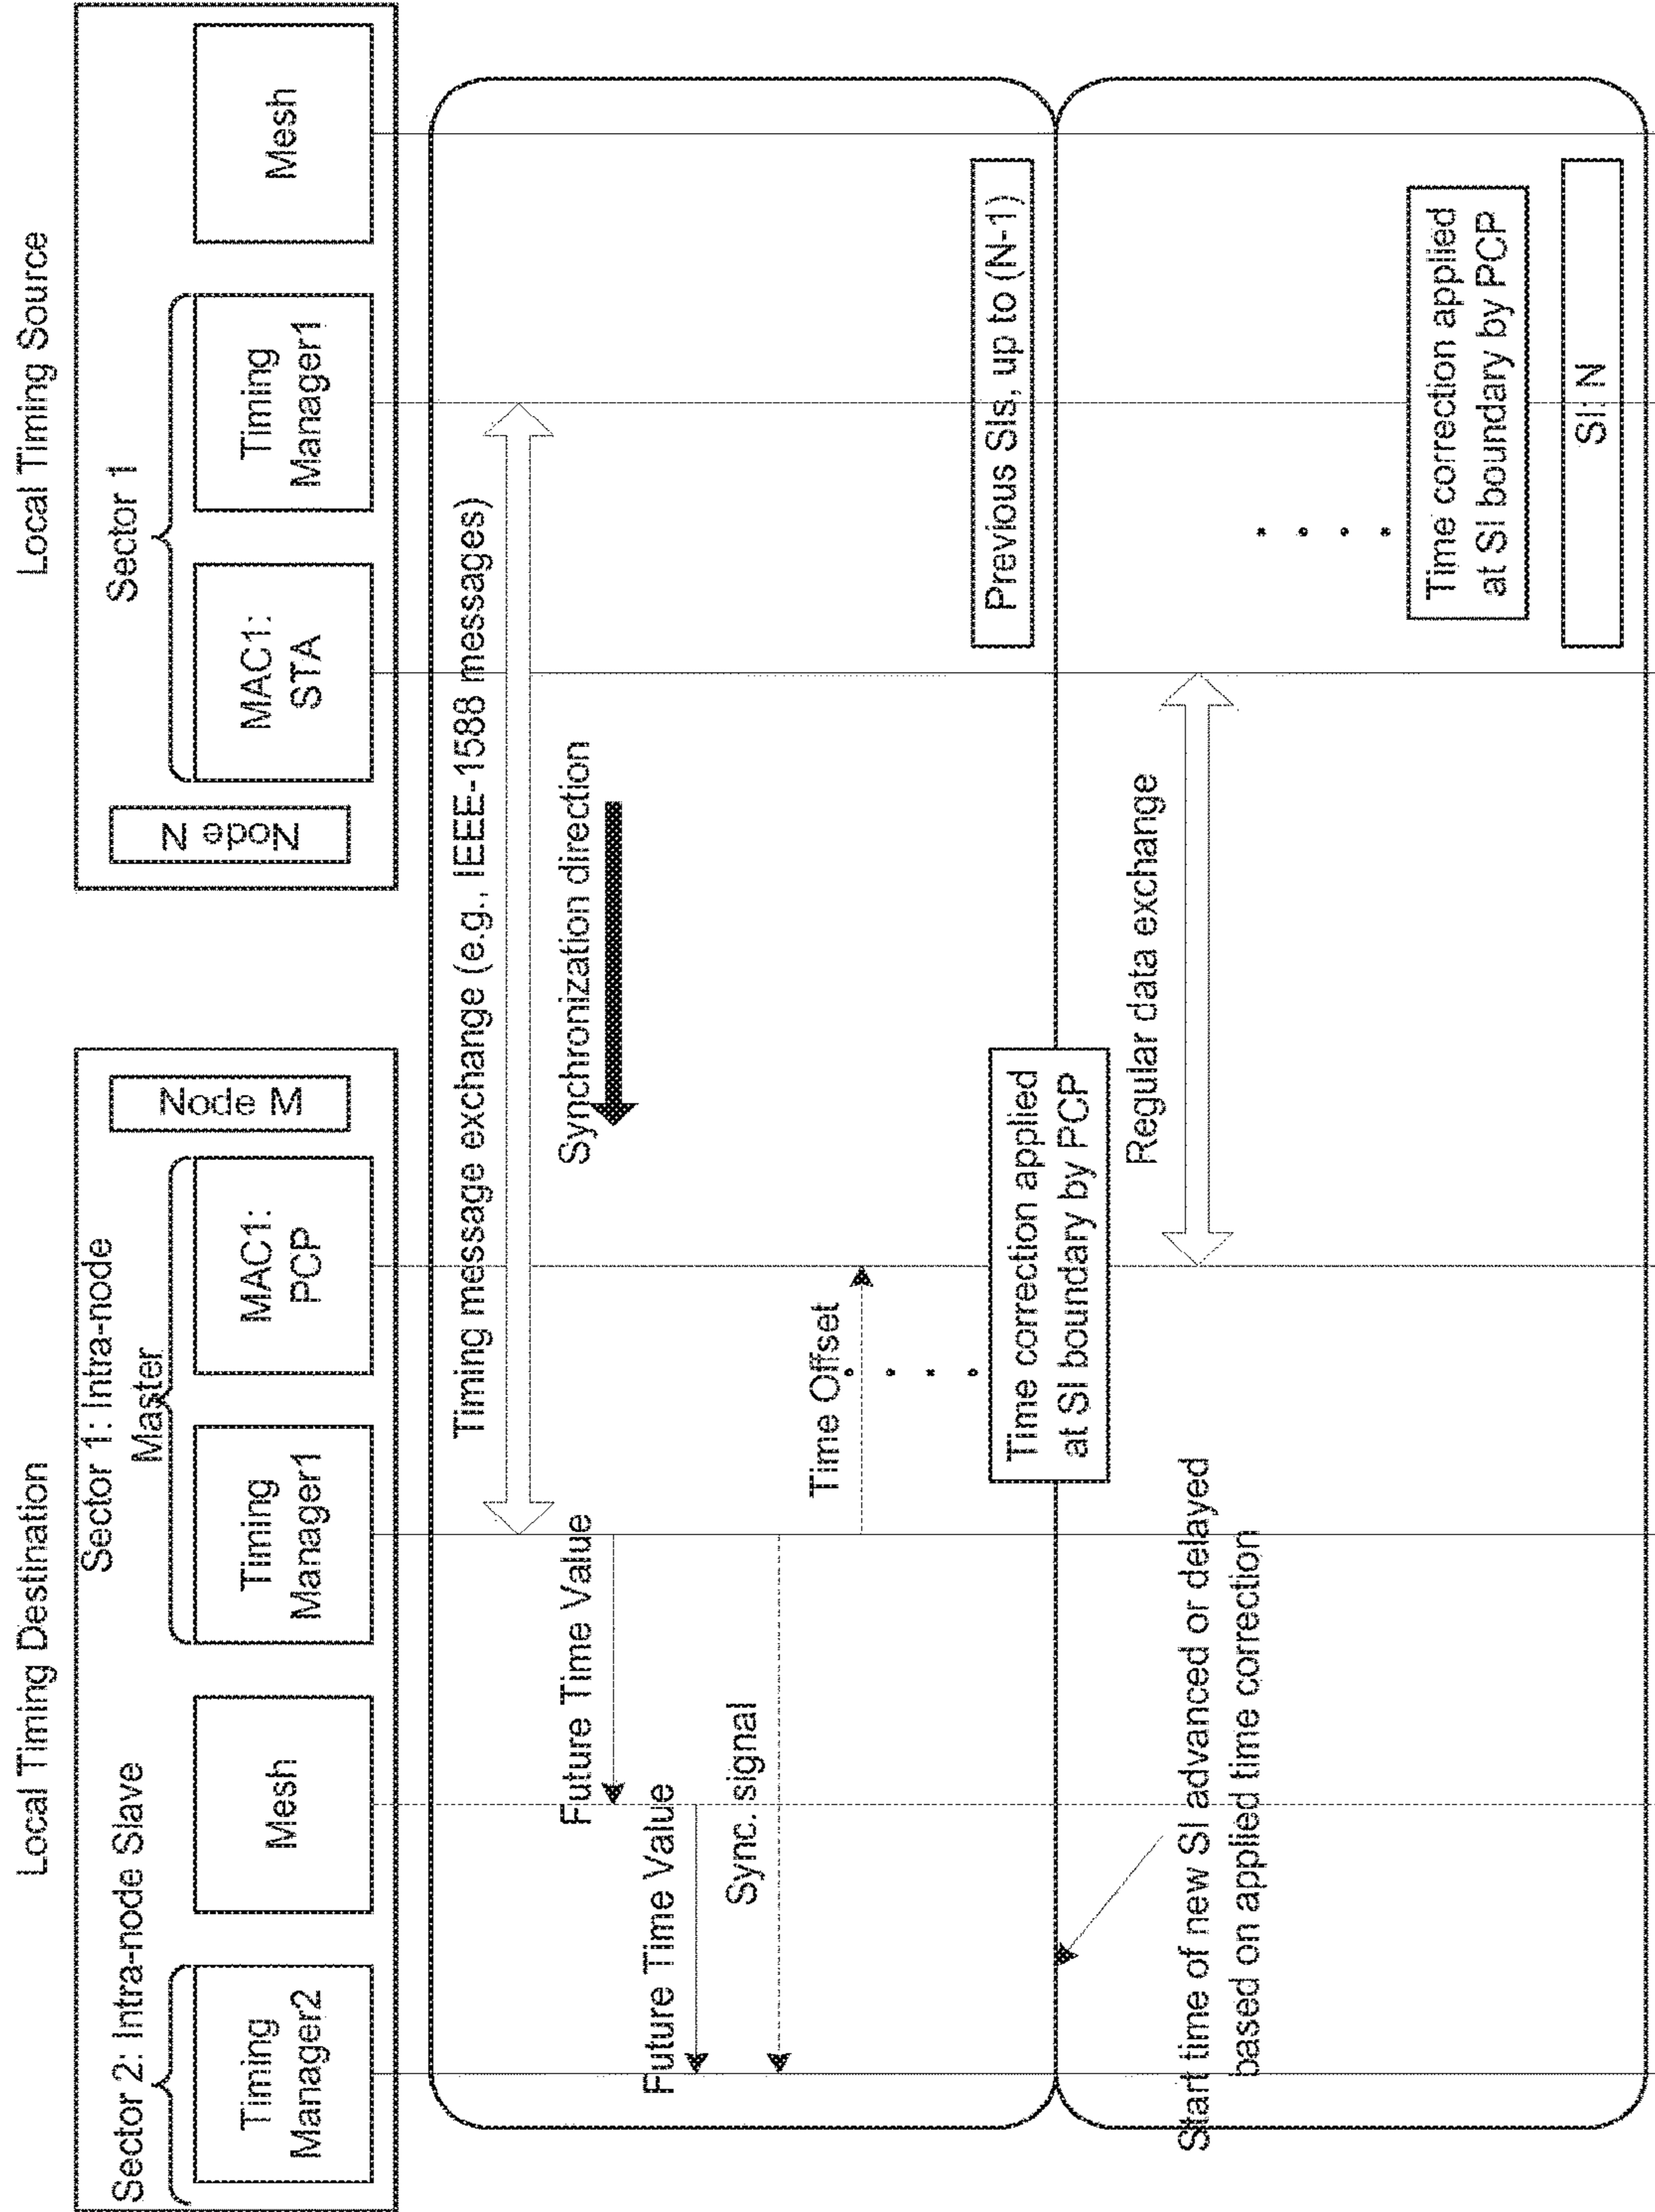 Local Timing Destination
Local Timing Source
Sector 2: Intra-node Slave
Sector 1: Intra-node
Master
Sector 1
Timing
Manager2
Mesh
Timing
Manager1
MAC1:
PCP
Node M
Node N
MAC1:
STA
Timing
Manager1
Mesh
Timing message exchange (e.g., IEEE-1588 messages)
Future Time Value
Synchronization direction
Future Time Value
Sync. signal
Time Offset
Previous SIs, up to (N-1)
Time correction applied
at SI boundary by PCP
Regular data exchange
Start time of new SI advanced or delayed
based on applied time correction
Time correction applied
at SI boundary by PCP
SI: N